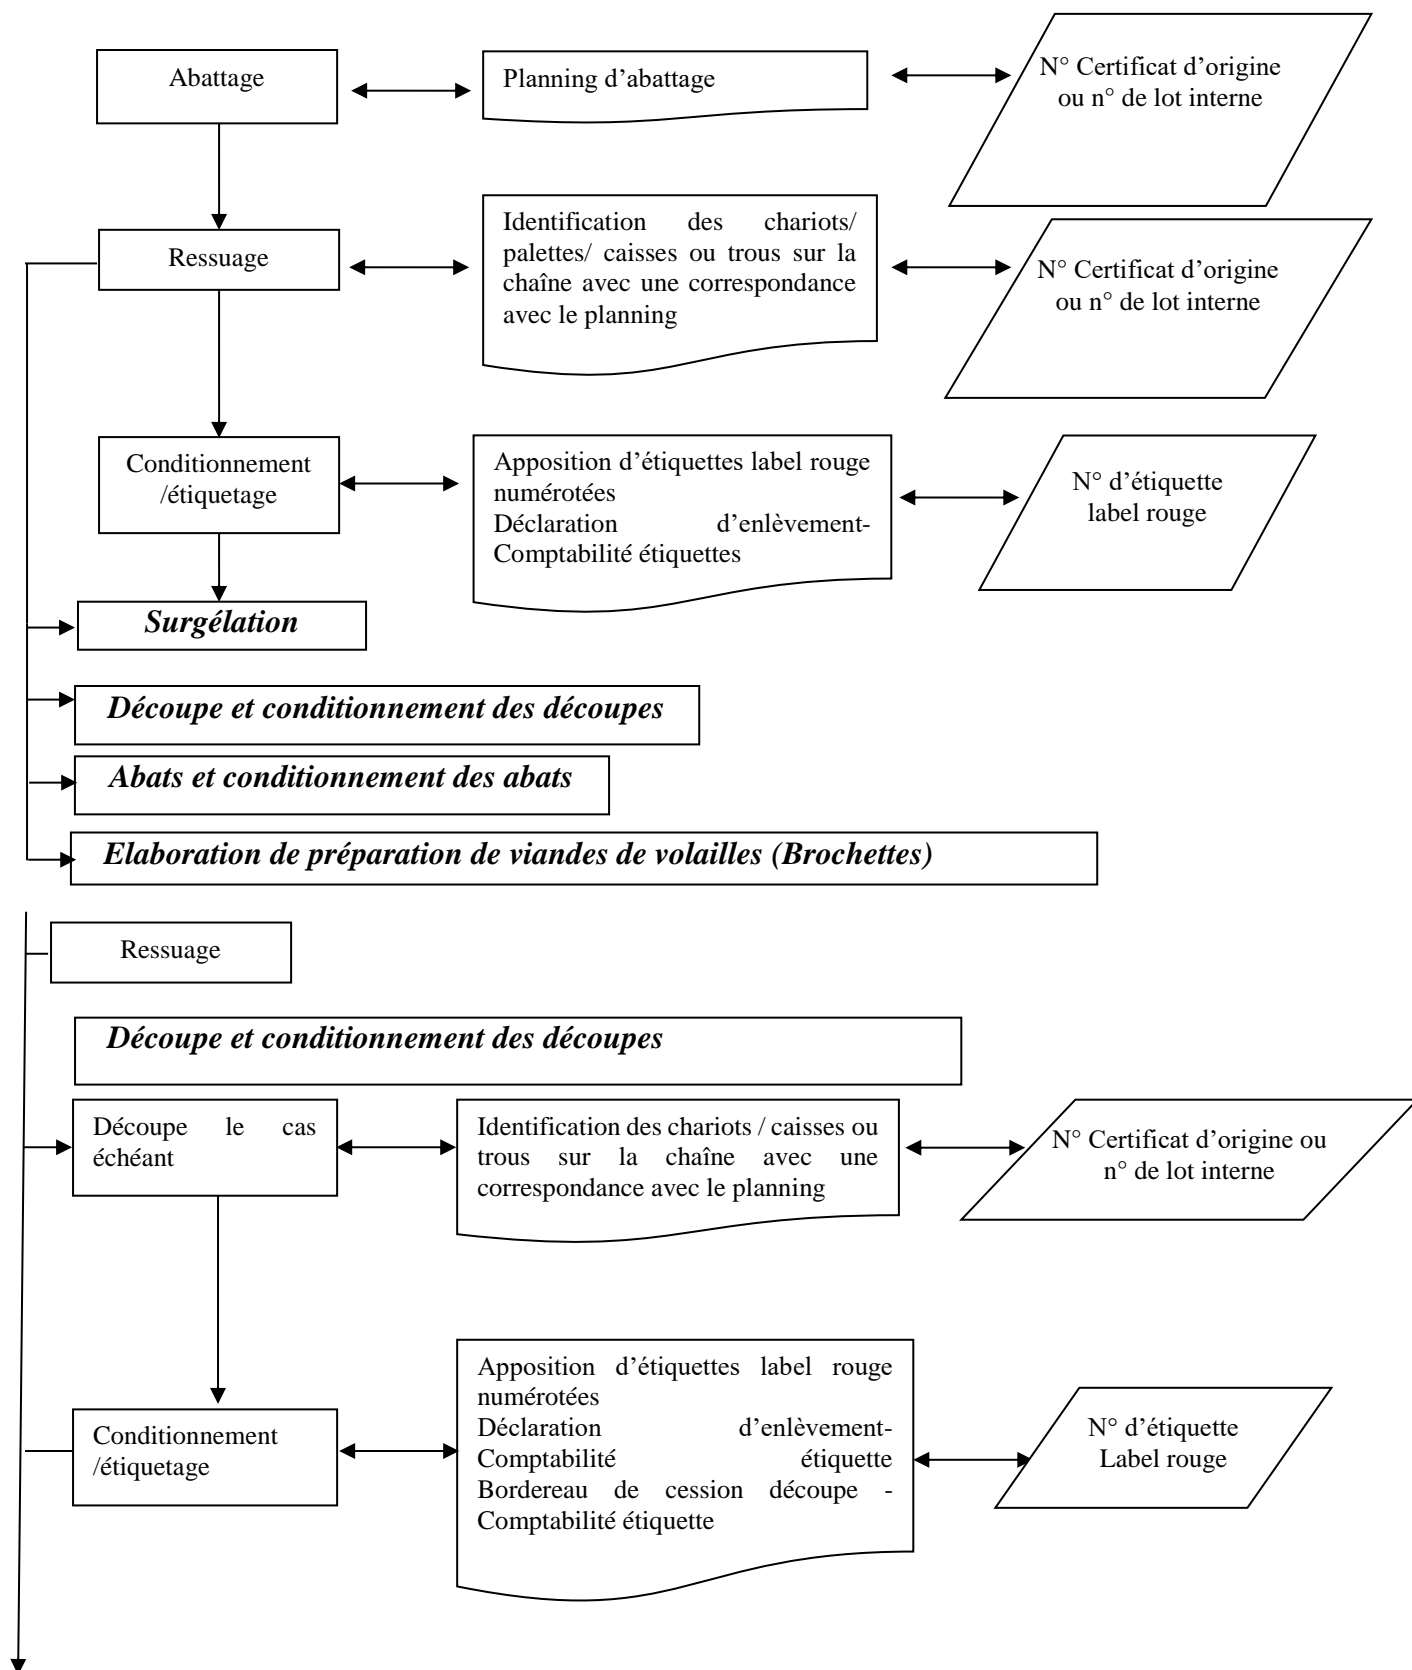 Abattage
Planning d’abattage
N° Certificat d’origine
ou n° de lot interne
Ressuage
Identification des chariots/
palettes/ caisses ou trous sur la
chaîne avec une correspondance
avec le planning
N° Certificat d’origine
ou n° de lot interne
Conditionnement
/étiquetage
Apposition d’étiquettes label rouge
numérotées
Déclaration d’enlèvement-
Comptabilité étiquettes
N° d’étiquette
label rouge
Surgélation
Découpe et conditionnement des découpes
Abats et conditionnement des abats
Elaboration de préparation de viandes de volailles (Brochettes)
Ressuage
Découpe et conditionnement des découpes
Découpe le cas
échéant
Identification des chariots / caisses ou
trous sur la chaîne avec une
correspondance avec le planning
N° Certificat d’origine ou
n° de lot interne
Conditionnement
/étiquetage
Apposition d’étiquettes label rouge
numérotées
Déclaration d’enlèvement-
Comptabilité étiquette
Bordereau de cession découpe -
Comptabilité étiquette
N° d’étiquette
Label rouge